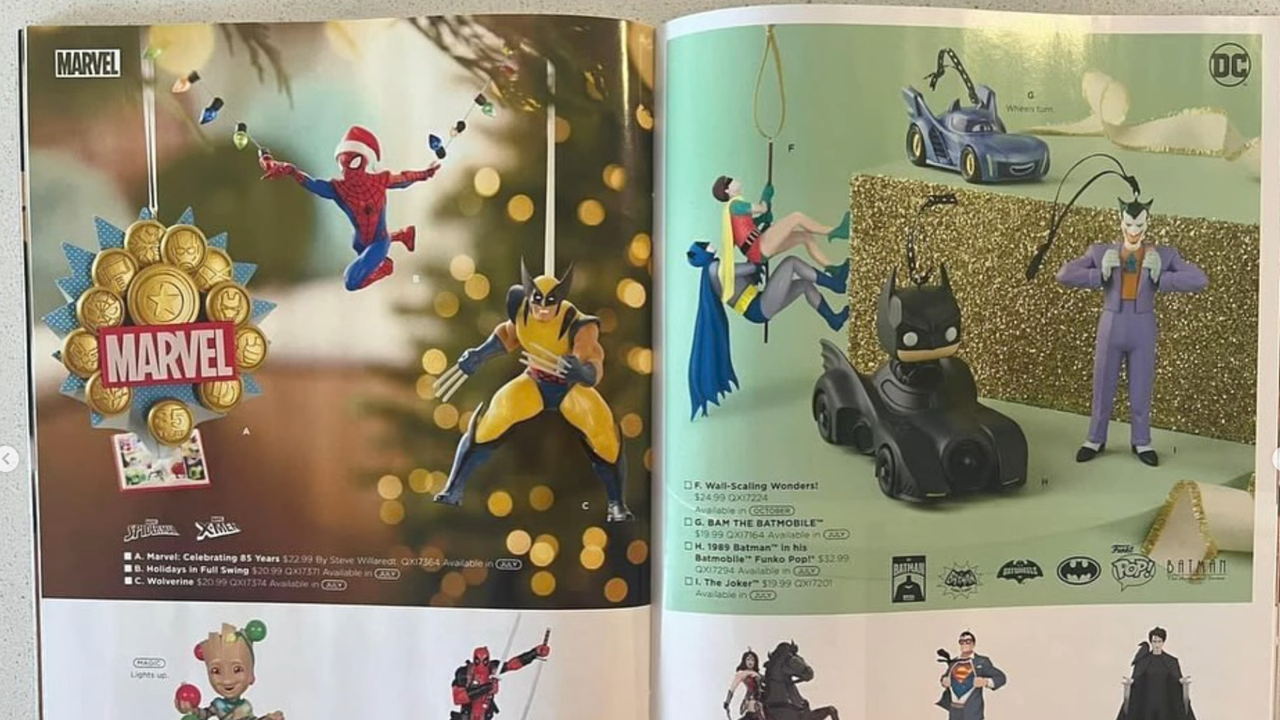 MARVEL
B
MARVEL
5
A
C
SPIDER-MAN X-MEN
A. Marvel: Celebrating 85 Years $22.99 By Steve Willaredt. QXI7364 Available in JULY
B. Holidays in Full Swing $20.99 QXI7371 Available in JULY
C. Wolverine $20.99 QXI7374 Available in JULY
MAGIC
Lights up.
DC
G
Wheels turn.
F
H
I
F. Wall-Scaling Wonders!
$24.99 QXI7224
Available in OCTOBER
G. BAM THE BATMOBILE™
$19.99 QXI7164 Available in JULY
H. 1989 Batman™ in his
Batmobile™ Funko Pop!® $32.99
QXI7294 Available in JULY
I. The Joker™ $19.99 QXI7201
Available in JULY
BATMAN
BATWHEELS
Funko
POP!
BATMAN